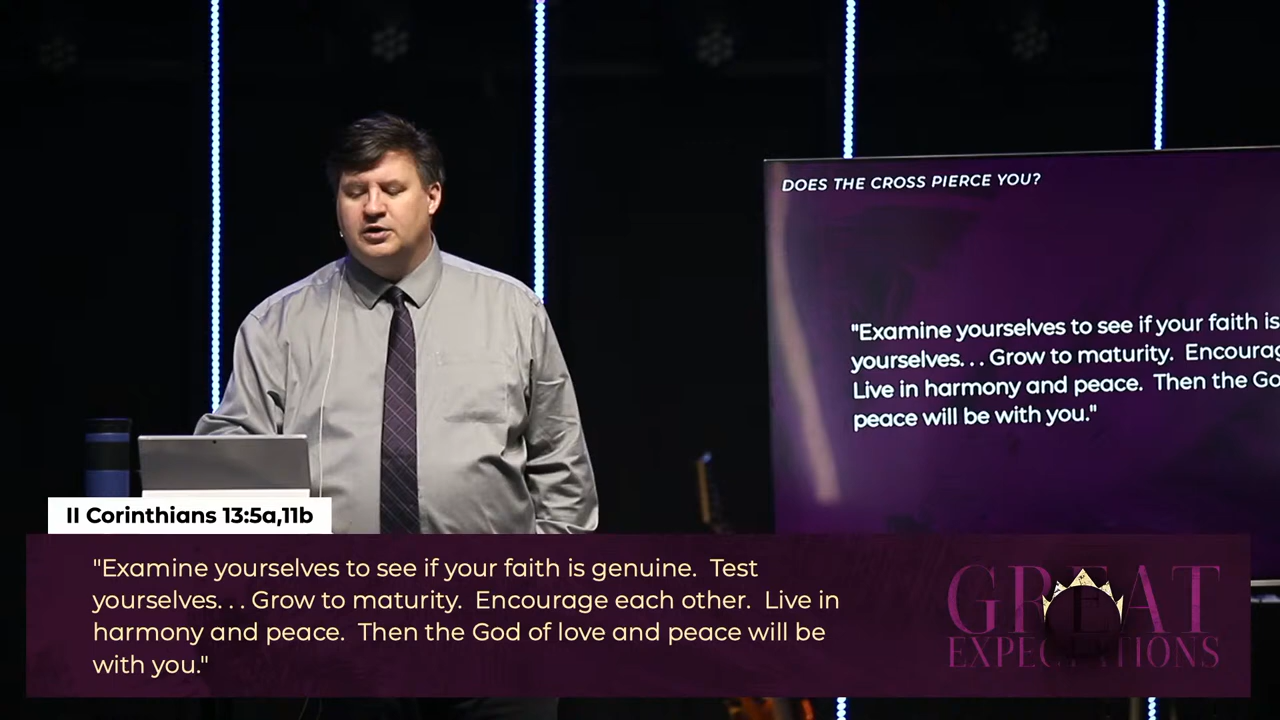 DOES THE CROSS PIERCE YOU?
"Examine yourselves to see if your faith is
yourselves. . . Grow to maturity.  Encourag
Live in harmony and peace.  Then the Go
peace will be with you."
II Corinthians 13:5a,11b
"Examine yourselves to see if your faith is genuine.  Test
yourselves. . . Grow to maturity.  Encourage each other.  Live in
harmony and peace.  Then the God of love and peace will be
with you."
GREAT
EXPECTATIONS